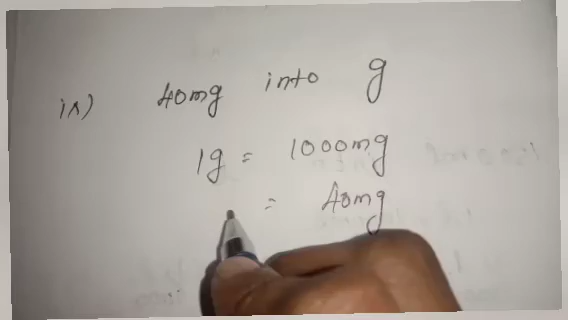 ix) 40mg into g
1g = 1000mg
= 40mg